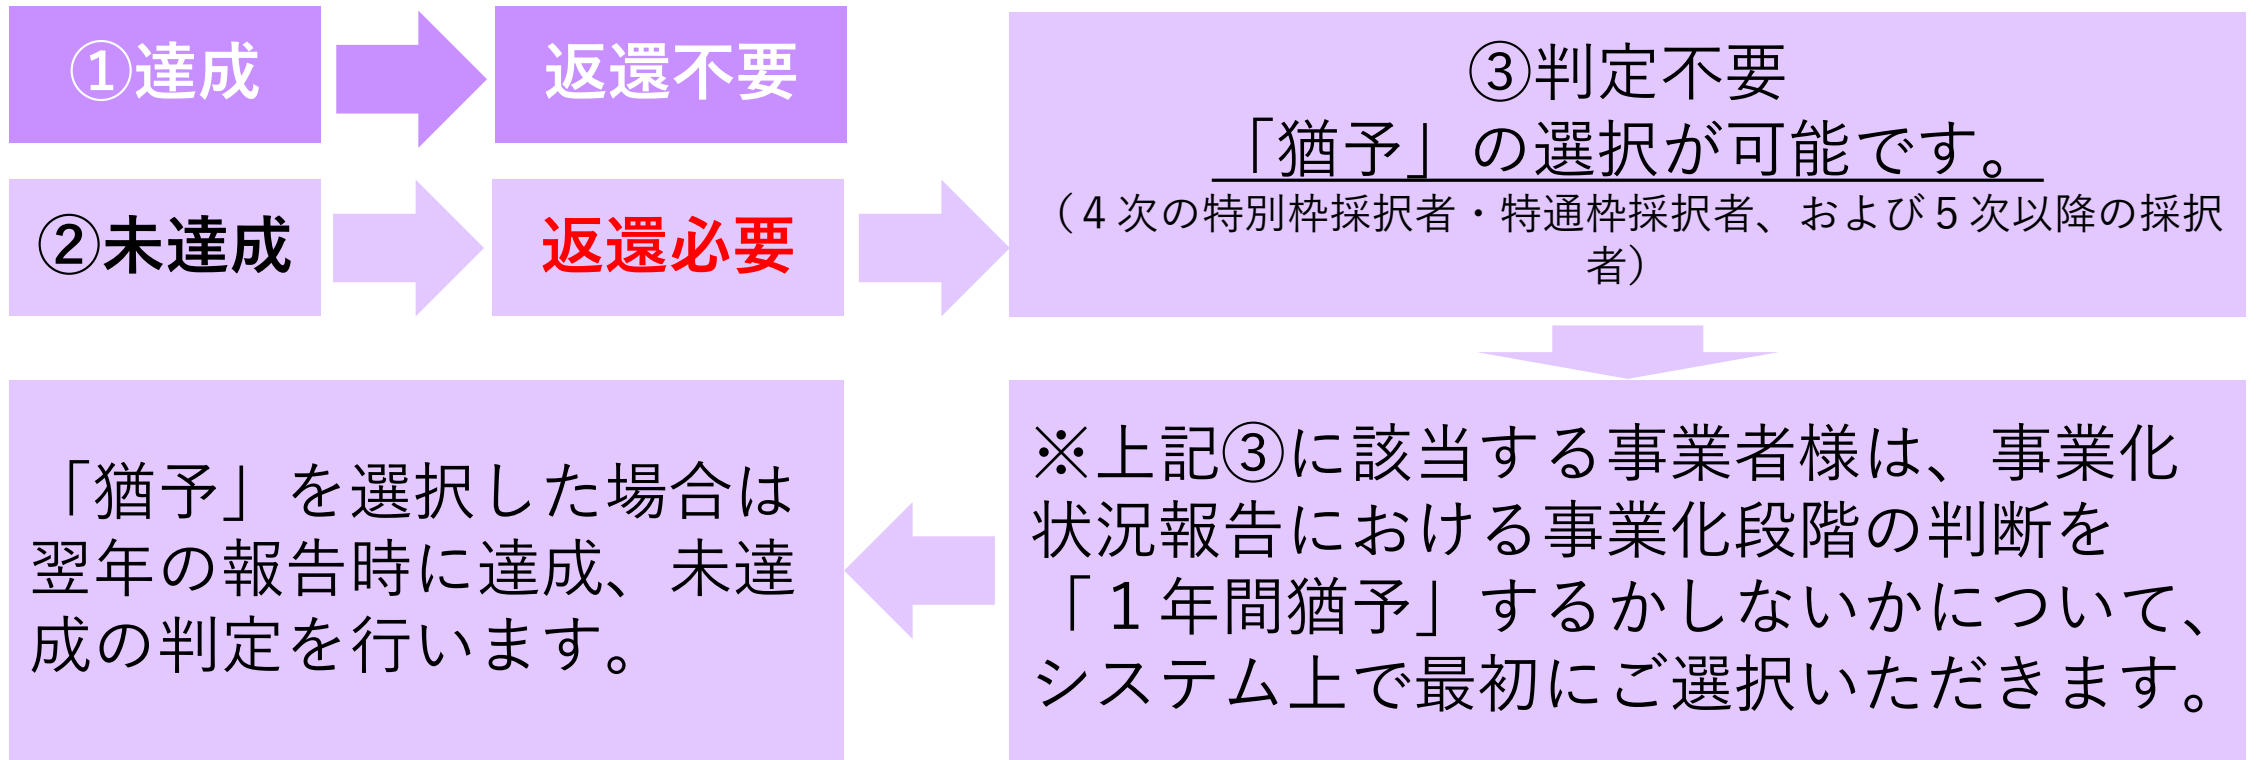 ①達成
返還不要
②未達成
返還必要
③判定不要
「猶予」の選択が可能です。
（４次の特別枠採択者・特通枠採択者、および５次以降の採択
者）
※上記③に該当する事業者様は、事業化
状況報告における事業化段階の判断を
「１年間猶予」するかしないかについて、
システム上で最初にご選択いただきます。
「猶予」を選択した場合は
翌年の報告時に達成、未達
成の判定を行います。